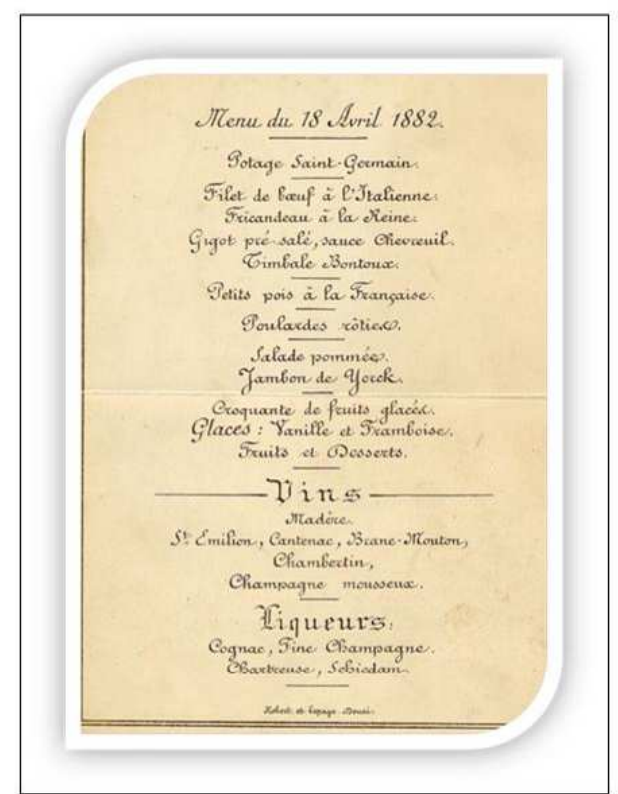 Menu du 18 Avril 1882.
Potage Saint-Germain.
Filet de bœuf à l'Italienne.
Fricandeau à la Reine.
Gigot pré-salé, sauce Chevreuil.
Timbale Bontoux.
Petits pois à la Française.
Poulardes rôties.
Salade pommée.
Jambon de Yorck.
Croquante de fruits glacés.
Glaces : Vanille et Framboise.
Fruits et Desserts.
Vins
Madère.
St Emilion, Cantenac, Brane-Mouton,
Chambertin,
Champagne mousseux.
Liqueurs.
Cognac, Fine Champagne.
Chartreuse, Schiedam.
et Lepage